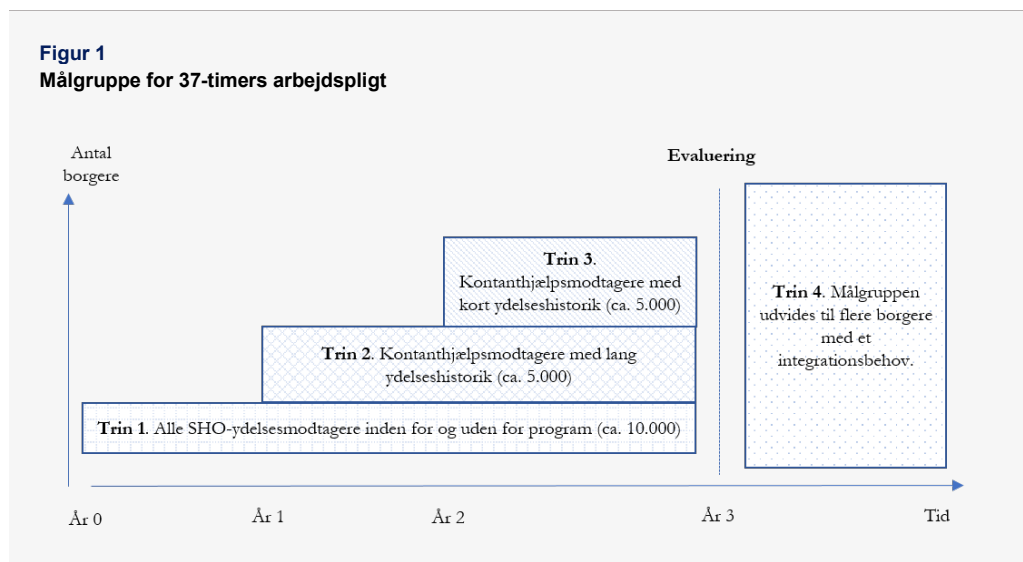 Figur 1
Målgruppe for 37-timers arbejdspligt
Antal
borgere
Evaluering
Trin 3.
Kontanthjælpsmodtagere med
kort ydelseshistorik (ca. 5.000)
Trin 4. Målgruppen
udvides til flere borgere
med et
integrationsbehov.
Trin 2. Kontanthjælpsmodtagere med lang
ydelseshistorik (ca. 5.000)
Trin 1. Alle SHO-ydelsesmodtagere inden for og uden for program (ca. 10.000)
År 0
År 1
År 2
År 3
Tid